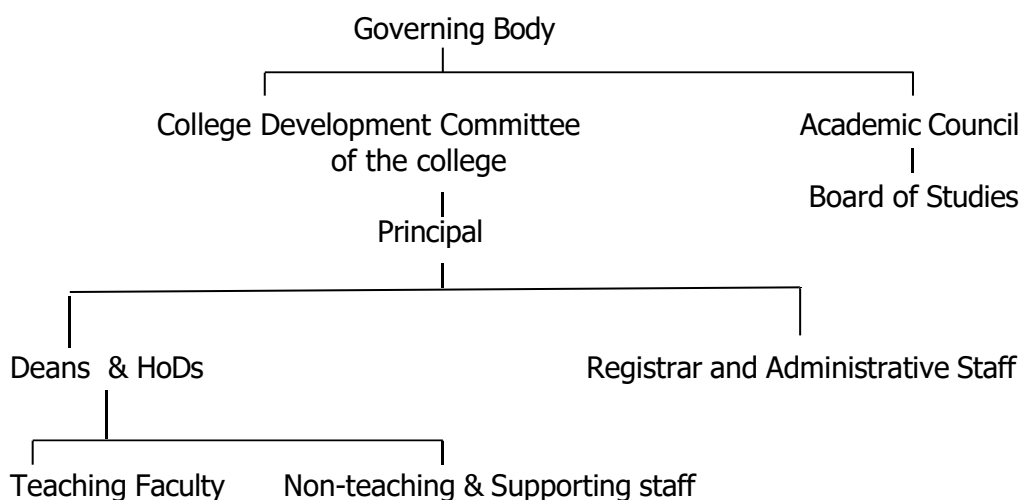 Governing Body
College Development Committee
of the college
Academic Council
Board of Studies
Principal
Deans & HoDs
Registrar and Administrative Staff
Teaching Faculty
Non-teaching & Supporting staff